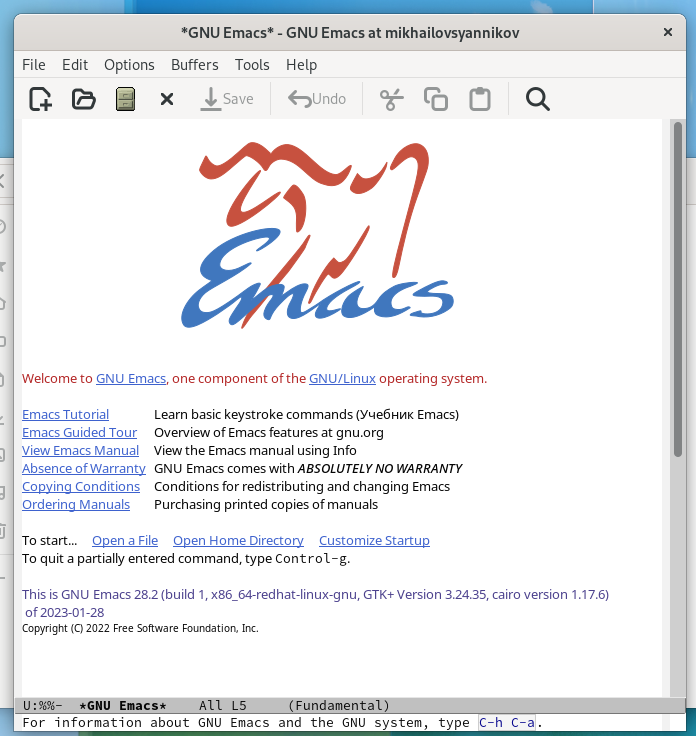 *GNU Emacs* - GNU Emacs at mikhailovsyannikov
File Edit Options Buffers Tools Help
Save Undo
Emacs
Welcome to GNU Emacs, one component of the GNU/Linux operating system.
Emacs Tutorial Learn basic keystroke commands (Учебник Emacs)
Emacs Guided Tour Overview of Emacs features at gnu.org
View Emacs Manual View the Emacs manual using Info
Absence of Warranty GNU Emacs comes with ABSOLUTELY NO WARRANTY
Copying Conditions Conditions for redistributing and changing Emacs
Ordering Manuals Purchasing printed copies of manuals
To start... Open a File Open Home Directory Customize Startup
To quit a partially entered command, type Control-g.
This is GNU Emacs 28.2 (build 1, x86_64-redhat-linux-gnu, GTK+ Version 3.24.35, cairo version 1.17.6)
of 2023-01-28
Copyright (C) 2022 Free Software Foundation, Inc.
U:%%- *GNU Emacs* All L5 (Fundamental)
For information about GNU Emacs and the GNU system, type C-h C-a.